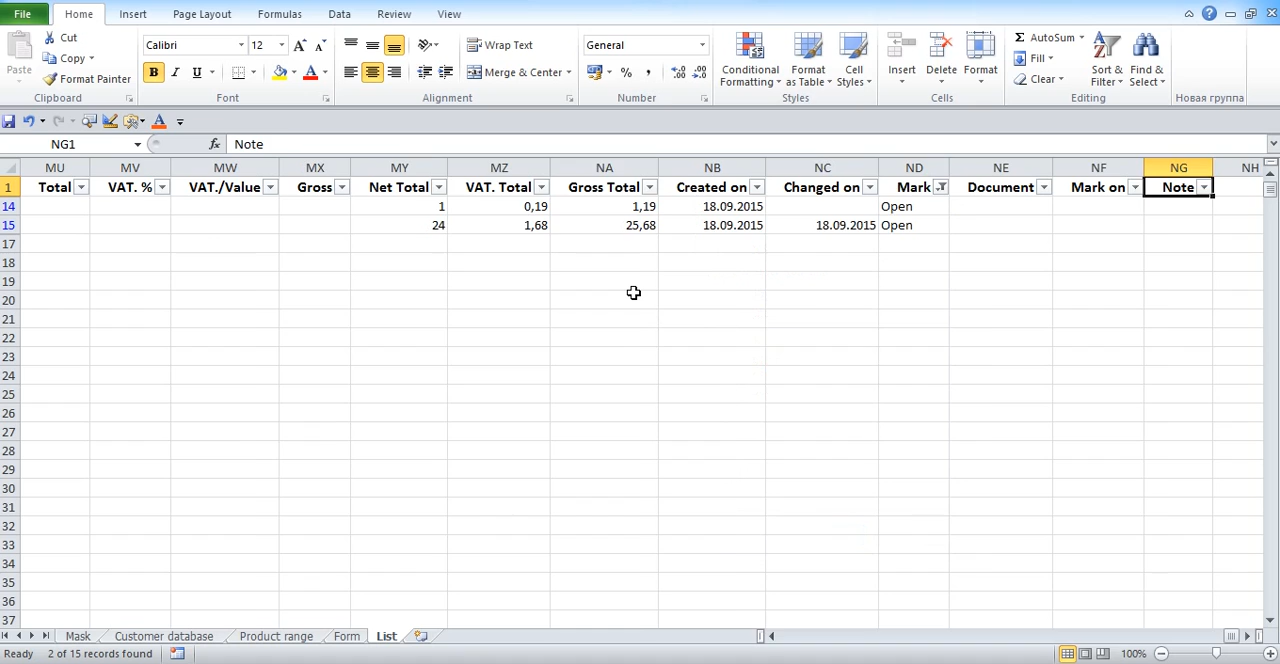 File Home Insert Page Layout Formulas Data Review View
Cut
Copy
Format Painter
Paste
Clipboard
Calibri 12
B I U
Font
Wrap Text
Merge & Center
Alignment
General
%
Number
Conditional Formatting
Format as Table
Cell Styles
Styles
Insert Delete Format
Cells
AutoSum
Fill
Clear
Sort & Filter
Find & Select
Editing
Новая группа
NG1 fx Note
MU MV MW MX MY MZ NA NB NC ND NE NF NG NH
1 Total VAT. % VAT./Value Gross Net Total VAT. Total Gross Total Created on Changed on Mark Document Mark on Note
14 1 0,19 1,19 18.09.2015 Open
15 24 1,68 25,68 18.09.2015 18.09.2015 Open
17
18
19
20
21
22
23
24
25
26
27
28
29
30
31
32
33
34
35
36
37
Mask Customer database Product range Form List
Ready 2 of 15 records found 100%